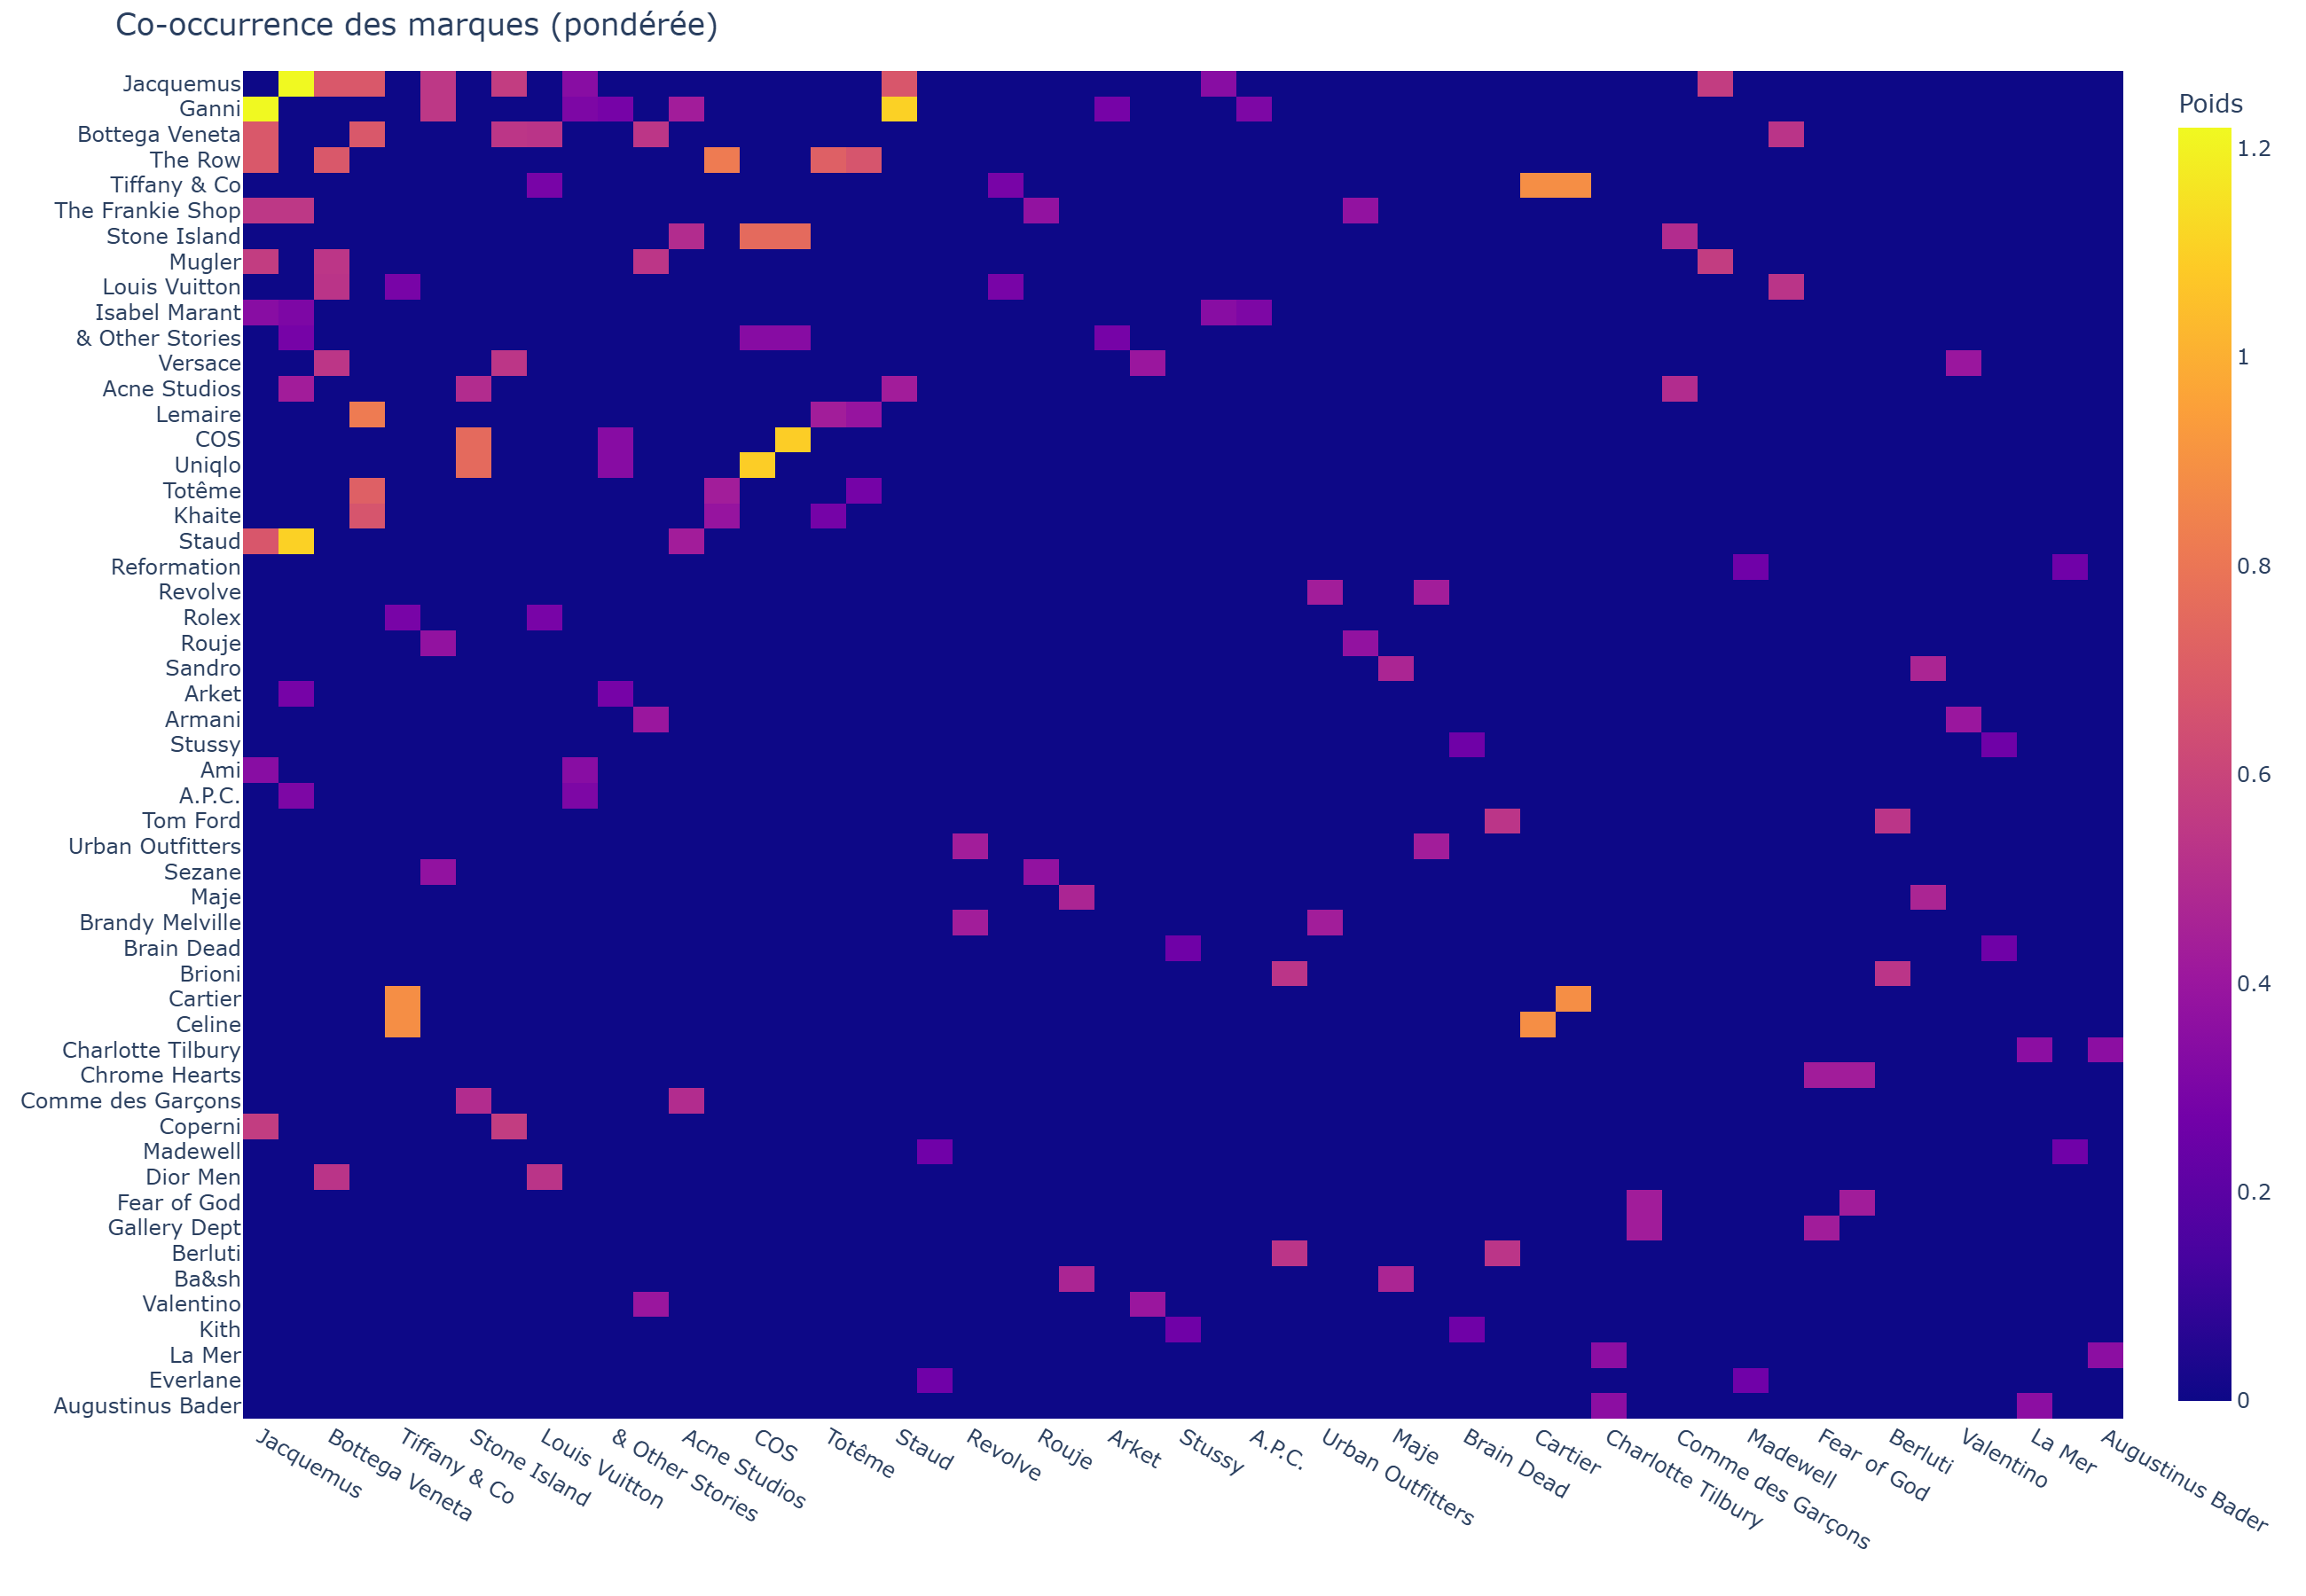 Co-occurrence des marques (pondérée)
Jacquemus
Ganni
Bottega Veneta
The Row
Tiffany & Co
The Frankie Shop
Stone Island
Mugler
Louis Vuitton
Isabel Marant
& Other Stories
Versace
Acne Studios
Lemaire
COS
Uniqlo
Totême
Khaite
Staud
Reformation
Revolve
Rolex
Rouje
Sandro
Arket
Armani
Stussy
Ami
A.P.C.
Tom Ford
Urban Outfitters
Sezane
Maje
Brandy Melville
Brain Dead
Brioni
Cartier
Celine
Charlotte Tilbury
Chrome Hearts
Comme des Garçons
Coperni
Madewell
Dior Men
Fear of God
Gallery Dept
Berluti
Ba&sh
Valentino
Kith
La Mer
Everlane
Augustinus Bader
Jacquemus
Bottega Veneta
Tiffany & Co
Stone Island
Louis Vuitton
& Other Stories
Acne Studios
COS
Totême
Staud
Revolve
Rouje
Arket
Stussy
A.P.C.
Urban Outfitters
Maje
Brain Dead
Cartier
Charlotte Tilbury
Comme des Garçons
Madewell
Fear of God
Berluti
Valentino
La Mer
Augustinus Bader
Poids
1.2
1
0.8
0.6
0.4
0.2
0